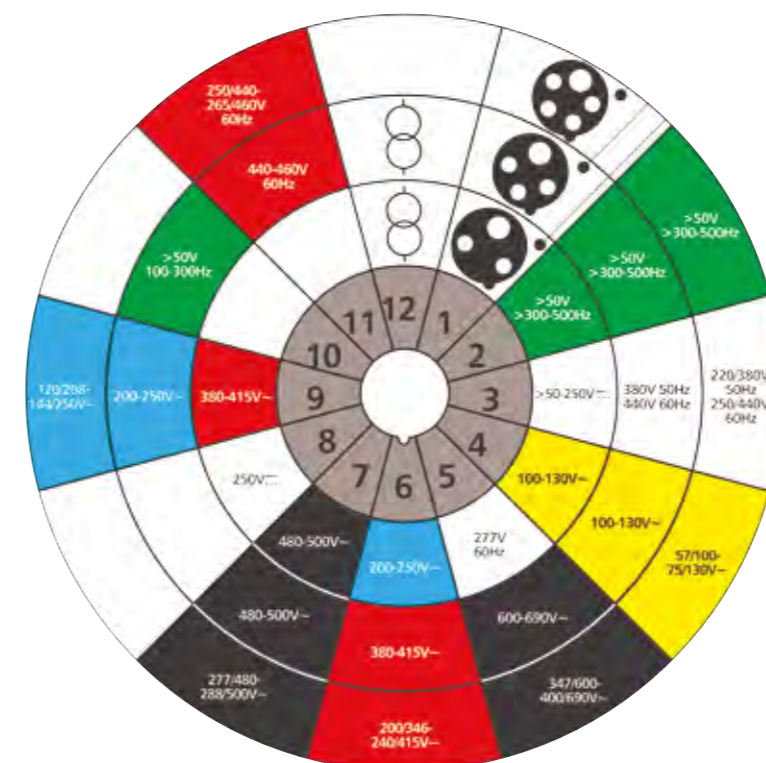 250/440-
265/460V
60Hz
440-460V
60Hz
>50V
>300-500Hz
>50V
>300-500Hz
>50V
>300-500Hz
>50V
100-300Hz
12
11
1
10
2
9
3
8
4
7
6
5
120/208-
144/250V~
200-250V~
380-415V~
>50-250V
380V 50Hz
440V 60Hz
220/380V
50Hz
250/440V
60Hz
250V
100-130V~
100-130V~
57/100-
75/130V~
480-500V~
277V
60Hz
200-250V~
480-500V~
600-690V~
380-415V~
277/480-
288/500V~
347/600-
400/690V~
200/346-
240/415V~